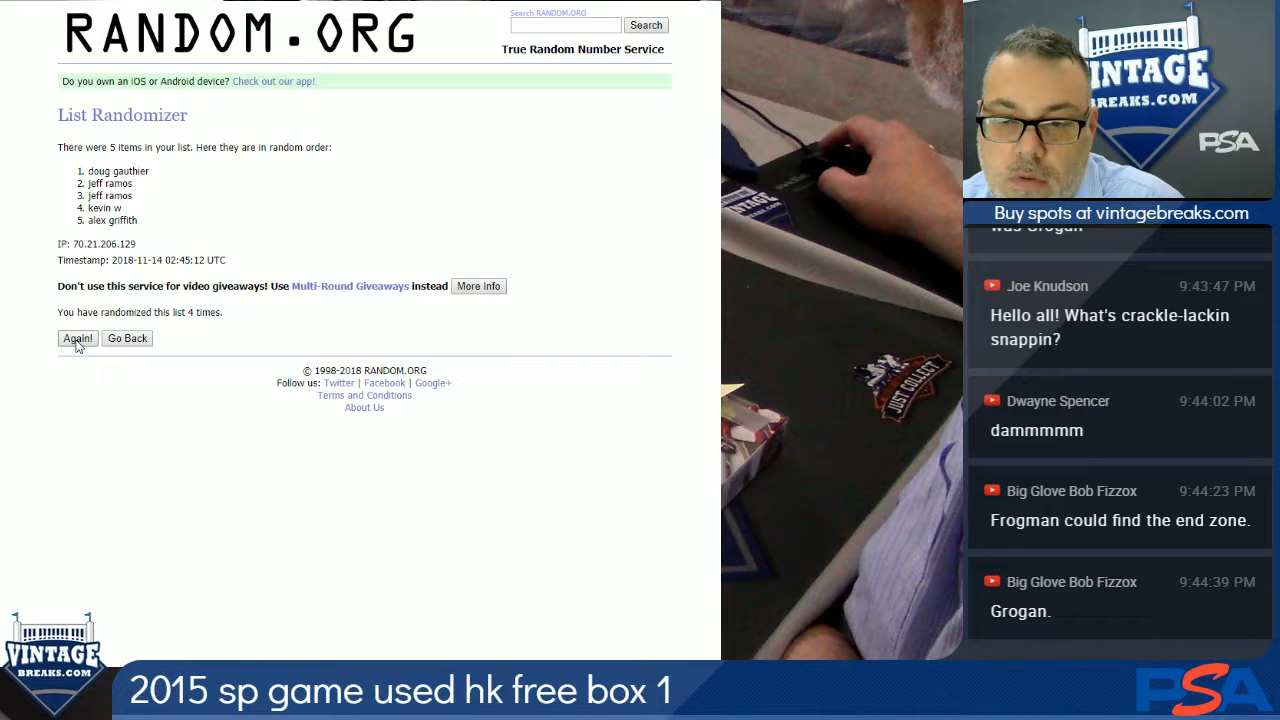 RANDOM.ORG
Search RANDOM.ORG
Search
True Random Number Service
Do you own an iOS or Android device? Check out our app!
List Randomizer
There were 5 items in your list. Here they are in random order:
1. doug gauthier
2. jeff ramos
3. jeff ramos
4. kevin w
5. alex griffith
IP: 70.21.206.129
Timestamp: 2018-11-14 02:45:12 UTC
Don't use this service for video giveaways! Use Multi-Round Giveaways instead More Info
You have randomized this list 4 times.
Again! Go Back
© 1998-2018 RANDOM.ORG
Follow us: Twitter | Facebook | Google+
Terms and Conditions
About Us
VINTAGE
JUST COLLECT
VINTAGE
BREAKS.COM
PSA
Buy spots at vintagebreaks.com
was Grogan
Joe Knudson 9:43:47 PM
Hello all! What's crackle-lackin
snappin?
Dwayne Spencer 9:44:02 PM
dammmmm
Big Glove Bob Fizzox 9:44:23 PM
Frogman could find the end zone.
Big Glove Bob Fizzox 9:44:39 PM
Grogan.
VINTAGE
BREAKS.COM
2015 sp game used hk free box 1
PSA